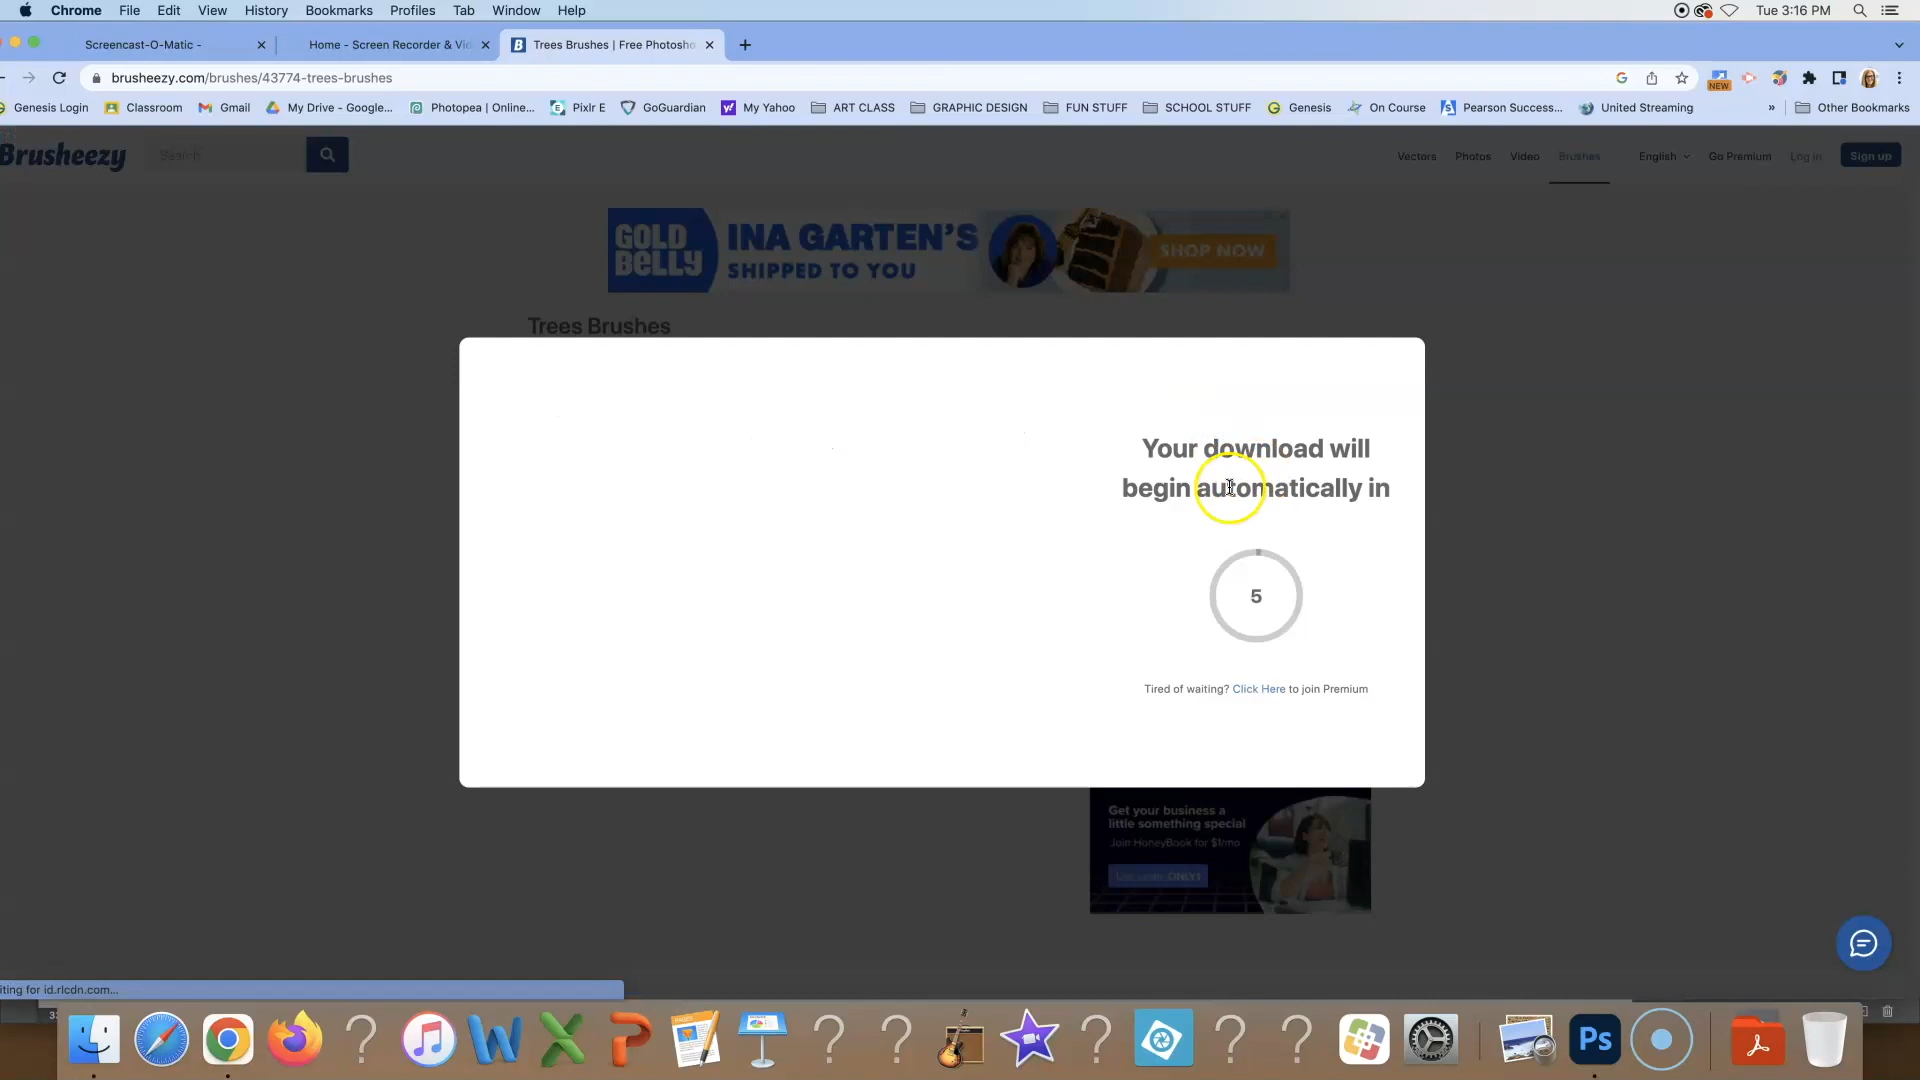 Chrome File Edit View History Bookmarks Profiles Tab Window Help Tue 3:16 PM
Screencast-O-Matic - Home - Screen Recorder & Vid Trees Brushes | Free Photosho
brusheezy.com/brushes/43774-trees-brushes
NEW
Genesis Login Classroom Gmail My Drive - Google... Photopea | Online... Pixlr E GoGuardian My Yahoo ART CLASS GRAPHIC DESIGN FUN STUFF SCHOOL STUFF Genesis On Course Pearson Success... United Streaming » Other Bookmarks
Brusheezy Search Vectors Photos Video Brushes English Go Premium Log in Sign up
GOLD BELLY
INA GARTEN'S
SHIPPED TO YOU
SHOP NOW
Trees Brushes
Your download will
begin automatically in
5
Tired of waiting? Click Here to join Premium
Get your business a
little something special
Join HoneyBook for $1/mo
Use code: ONLY1
iting for id.rlcdn.com...
Ps